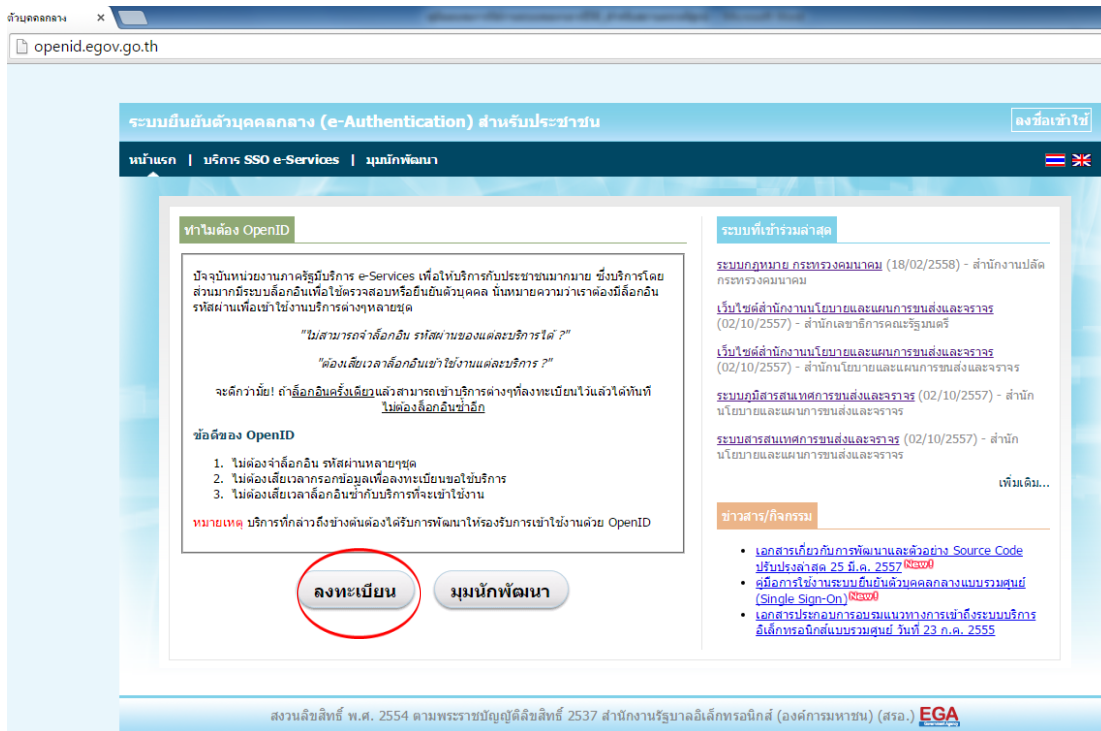 ตัวบุคคลกลาง
openid.egov.go.th
ระบบยืนยันตัวบุคคลกลาง (e-Authentication) สำหรับประชาชน
ลงชื่อเข้าใช้
หน้าแรก | บริการ SSO e-Services | มุมนักพัฒนา
ทำไมต้อง OpenID
ปัจจุบันหน่วยงานภาครัฐมีบริการ e-Services เพื่อให้บริการกับประชาชนมากมาย ซึ่งบริการโดย
ส่วนมากมีระบบล็อกอินเพื่อใช้ตรวจสอบหรือยืนยันตัวบุคคล นั่นหมายความว่าเราต้องมีล็อกอิน
รหัสผ่านเพื่อเข้าใช้งานบริการต่างๆหลายชุด
"ไม่สามารถจำล็อกอิน รหัสผ่านของแต่ละบริการได้ ?"
"ต้องเสียเวลาล็อกอินเข้าใช้งานแต่ละบริการ ?"
จะดีกว่ามั้ย! ถ้าล็อกอินครั้งเดียวแล้วสามารถเข้าบริการต่างๆที่ลงทะเบียนไว้แล้วได้ทันที
ไม่ต้องล็อกอินซ้ำอีก
ข้อดีของ OpenID
1. ไม่ต้องจำล็อกอิน รหัสผ่านหลายๆชุด
2. ไม่ต้องเสียเวลากรอกข้อมูลเพื่อลงทะเบียนขอใช้บริการ
3. ไม่ต้องเสียเวลาล็อกอินซ้ำกับบริการที่จะเข้าใช้งาน
หมายเหตุ บริการที่กล่าวถึงข้างต้นต้องได้รับการพัฒนาให้รองรับการเข้าใช้งานด้วย OpenID
ลงทะเบียน
มุมนักพัฒนา
ระบบที่เข้าร่วมล่าสุด
ระบบกฎหมาย กระทรวงคมนาคม (18/02/2558) - สำนักงานปลัด
กระทรวงคมนาคม
เว็บไซต์สำนักงานนโยบายและแผนการขนส่งและจราจร
(02/10/2557) - สำนักเลขาธิการคณะรัฐมนตรี
เว็บไซต์สำนักงานนโยบายและแผนการขนส่งและจราจร
(02/10/2557) - สำนักนโยบายและแผนการขนส่งและจราจร
ระบบภูมิสารสนเทศการขนส่งและจราจร (02/10/2557) - สำนัก
นโยบายและแผนการขนส่งและจราจร
ระบบสารสนเทศการขนส่งและจราจร (02/10/2557) - สำนัก
นโยบายและแผนการขนส่งและจราจร
เพิ่มเติม...
ข่าวสาร/กิจกรรม
• เอกสารเกี่ยวกับการพัฒนาและตัวอย่าง Source Code
ปรับปรุงล่าสุด 25 มี.ค. 2557 New!
• คู่มือการใช้งานระบบยืนยันตัวบุคคลกลางแบบรวมศูนย์
(Single Sign-On) New!
• เอกสารประกอบการอบรมแนวทางการเข้าถึงระบบบริการ
อิเล็กทรอนิกส์แบบรวมศูนย์ วันที่ 23 ก.ค. 2555
สงวนลิขสิทธิ์ พ.ศ. 2554 ตามพระราชบัญญัติลิขสิทธิ์ 2537 สำนักงานรัฐบาลอิเล็กทรอนิกส์ (องค์การมหาชน) (สรอ.) EGA